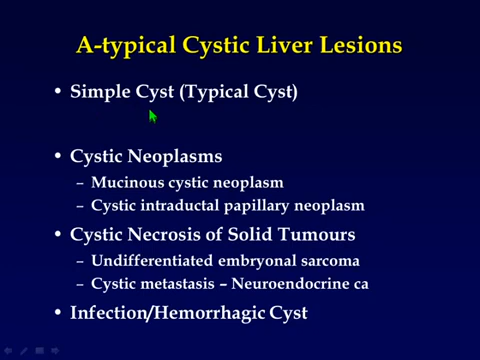 A-typical Cystic Liver Lesions
• Simple Cyst (Typical Cyst)
• Cystic Neoplasms
– Mucinous cystic neoplasm
– Cystic intraductal papillary neoplasm
• Cystic Necrosis of Solid Tumours
– Undifferentiated embryonal sarcoma
– Cystic metastasis – Neuroendocrine ca
• Infection/Hemorrhagic Cyst